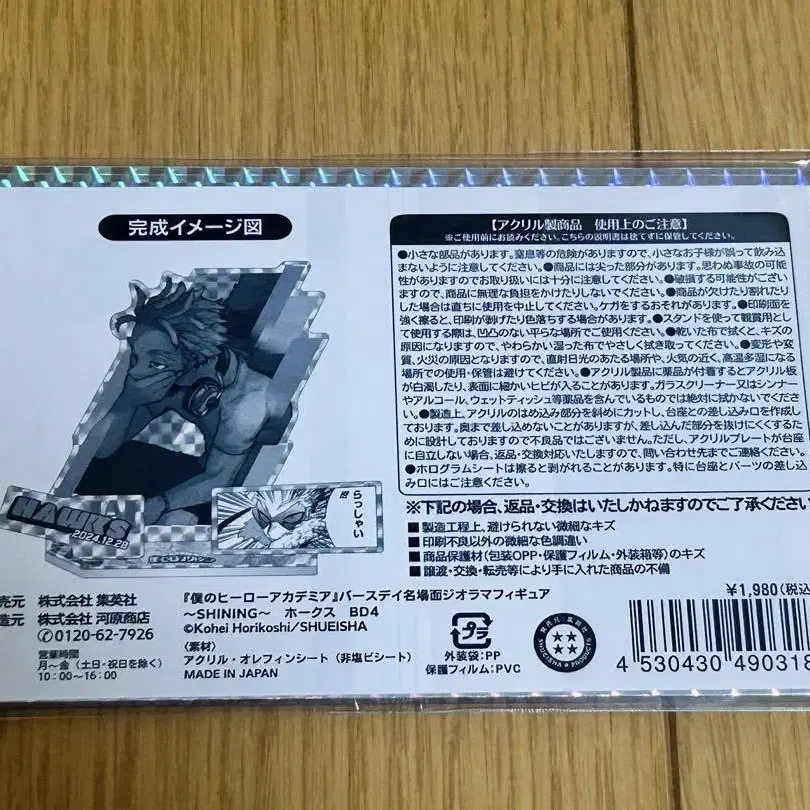 完成イメージ図
HAWKS
2024.12.28
らっしゃい
【アクリル製商品 使用上のご注意】
※ご使用前にお読みください。こちらの説明書は捨てずに保管してください。
●小さな部品があります。窒息等の危険がありますので、小さなお子様が誤って飲み込
まないように注意してください。●商品には尖った部分があります。思わぬ事故の可能
性がありますのでお取り扱いには十分に注意してください。●破損する可能性がござい
ますので、商品に無理な負担をかけたりしないでください。●商品が欠けたり割れたり
した場合は直ちに使用を中止してください。ケガをするおそれがあります。●印刷面を
強く擦ると、印刷が剥げたり色落ちする場合があります。●スタンドを使って観賞用とし
て使用する際は、凹凸のない平らな場所でご使用ください。●乾いた布で拭くと、キズの
原因になりますので、やわらかい湿った布でやさしく拭き取ってください。●変形や変
質、火災の原因となりますので、直射日光のあたる場所や、火気の近く、高温多湿になる
場所での使用・保管は避けてください。●アクリル製品に薬品が付着するとアクリル板
が白濁したり、表面に細かいヒビが入ることがあります。ガラスクリーナー又はシンナー
やアルコール、ウェットティッシュ等薬品を含んでいるものでは絶対に拭かないでくださ
い。●製造上、アクリルのはめ込み部分を斜めにカットし、台座との差し込み口を作成し
ております。奥まで差し込めないことがありますが、差し込んだ部分を抜けにくくするた
めに設計しておりますので不良品ではございません。ただし、アクリルプレートが台座
に自立しない場合、返品・交換対応いたしますので、問い合わせ先までご連絡ください。
●ホログラムシートは擦ると剥がれることがあります。特に台座とパーツの差し込
み口にはご注意ください。
※下記の場合、返品・交換はいたしかねますのでご了承くださ
■製造工程上、避けられない微細なキズ
■印刷不良以外の微細な色調違い
■商品保護材(包装OPP・保護フィルム・外装箱等)のキズ
■譲渡・交換・転売等により手に入れた商品の不備
売元 株式会社 集英社
造元 株式会社 河原商店
0120-62-7926
営業時間
月〜金(土日・祝日を除く)
10:00〜16:00
『僕のヒーローアカデミア』バースデイ名場面ジオラマフィギュア
〜SHINING〜 ホークス BD4
©Kohei Horikoshi/SHUEISHA
〈素材〉
アクリル・オレフィンシート(非塩ビシート)
MADE IN JAPAN
プラ
外装袋:PP
保護フィルム:PVC
¥1,980(税込
4 530430 490318